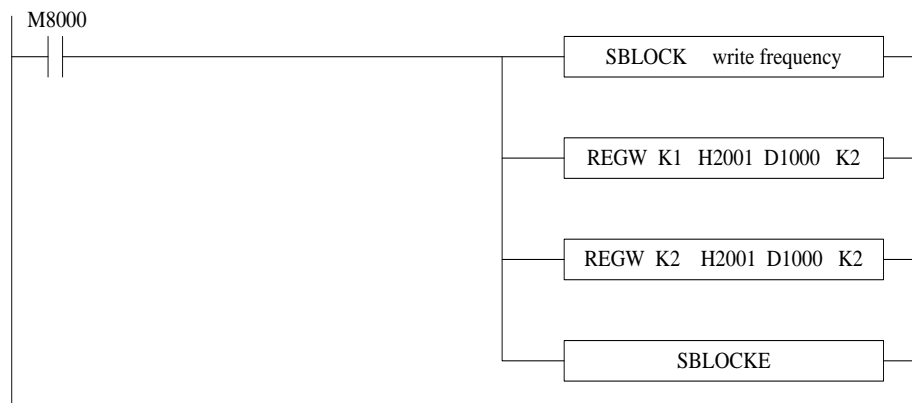 M8000
SBLOCK write frequency
REGW K1 H2001 D1000 K2
REGW K2 H2001 D1000 K2
SBLOCKE